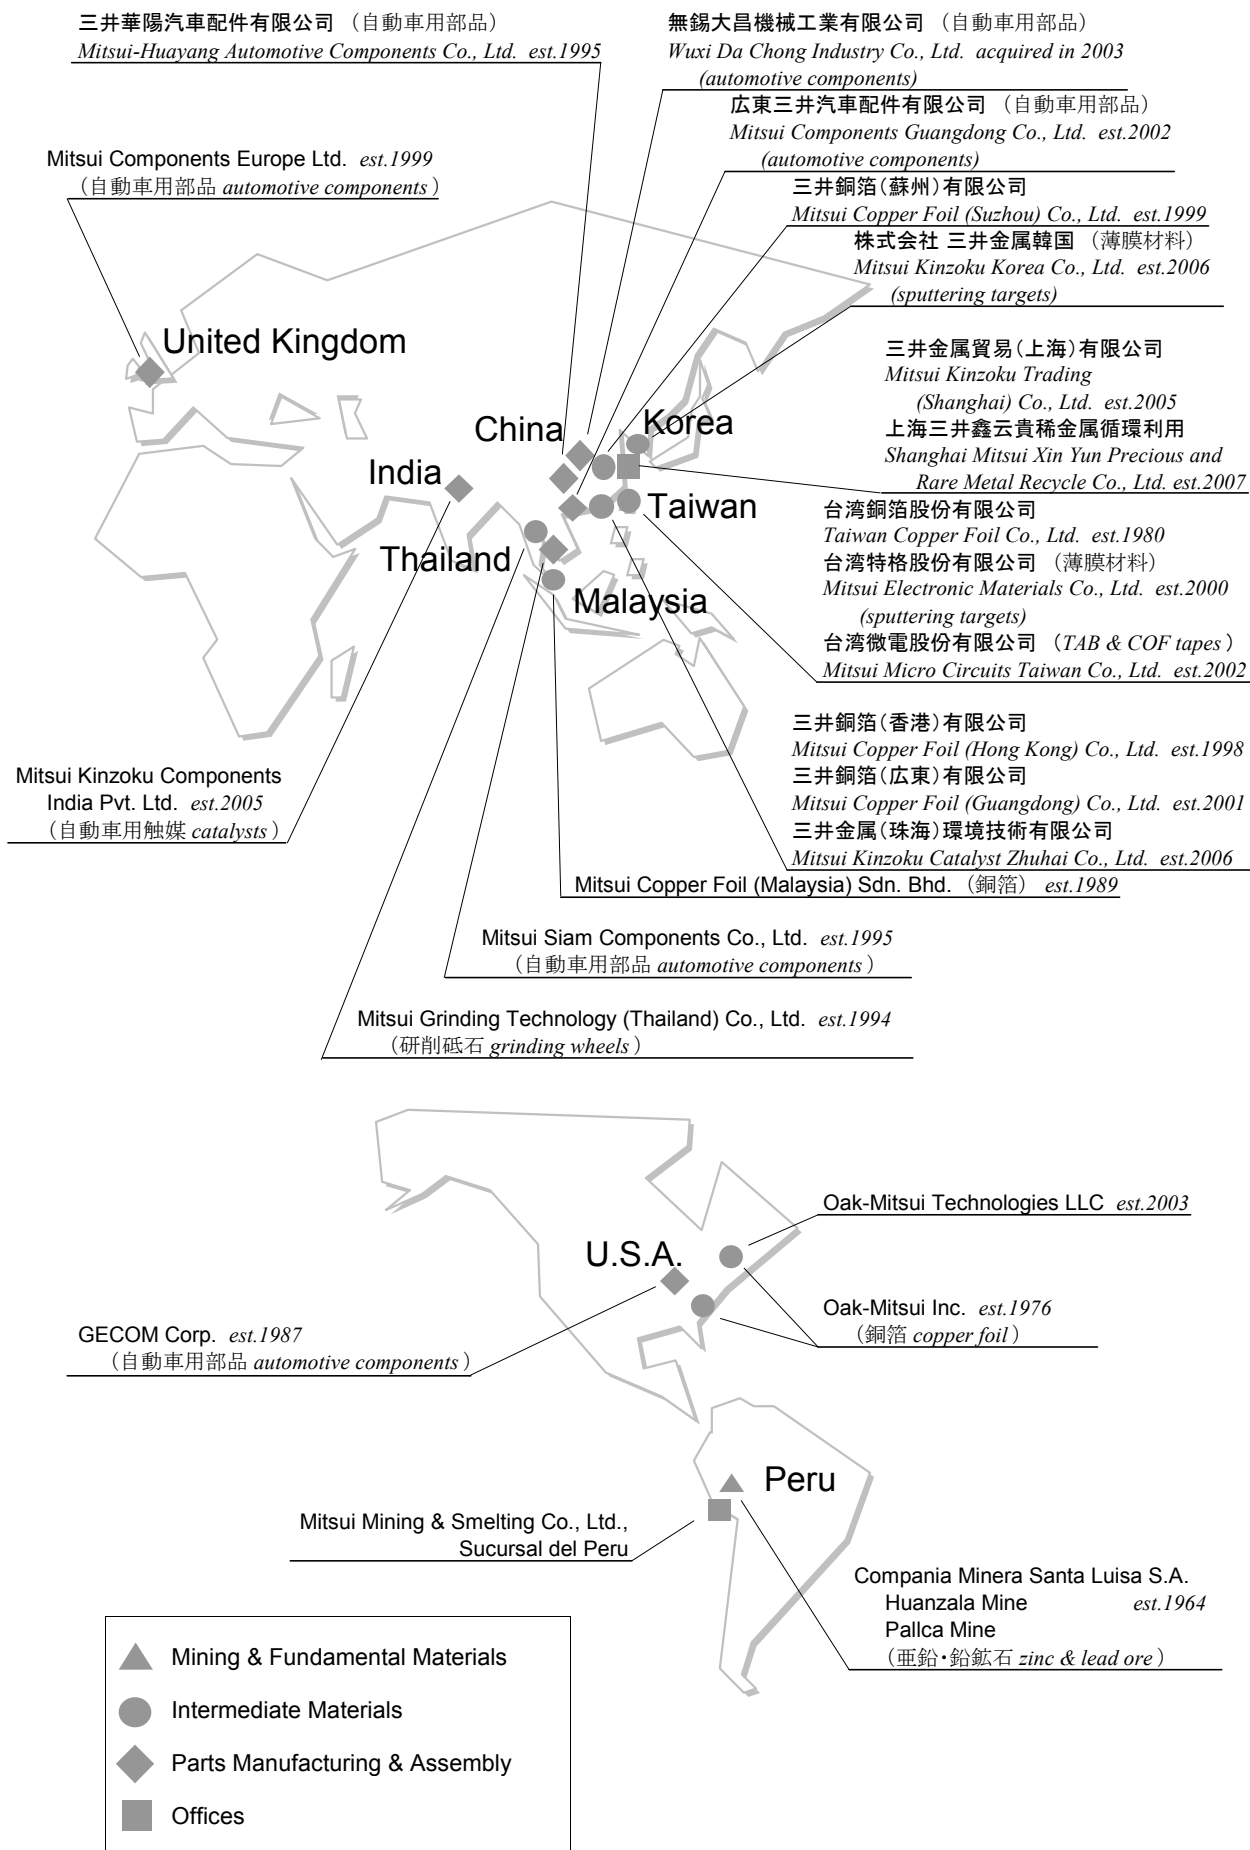 三井華陽汽車配件有限公司 （自動車用部品）
Mitsui-Huayang Automotive Components Co., Ltd. est.1995
無錫大昌機械工業有限公司 （自動車用部品）
Wuxi Da Chong Industry Co., Ltd. acquired in 2003
(automotive components)
広東三井汽車配件有限公司 （自動車用部品）
Mitsui Components Guangdong Co., Ltd. est.2002
(automotive components)
Mitsui Components Europe Ltd. est.1999
（自動車用部品 automotive components）
三井銅箔（蘇州）有限公司
Mitsui Copper Foil (Suzhou) Co., Ltd. est.1999
株式会社 三井金属韓国 （薄膜材料）
Mitsui Kinzoku Korea Co., Ltd. est.2006
(sputtering targets)
United Kingdom
三井金属貿易（上海）有限公司
Mitsui Kinzoku Trading
(Shanghai) Co., Ltd. est.2005
上海三井鑫云貴稀金属循環利用
Shanghai Mitsui Xin Yun Precious and
Rare Metal Recycle Co., Ltd. est.2007
China
Korea
India
Taiwan
Thailand
Malaysia
台湾銅箔股份有限公司
Taiwan Copper Foil Co., Ltd. est.1980
台湾特格股份有限公司 （薄膜材料）
Mitsui Electronic Materials Co., Ltd. est.2000
(sputtering targets)
台湾微電股份有限公司 （TAB & COF tapes）
Mitsui Micro Circuits Taiwan Co., Ltd. est.2002
三井銅箔（香港）有限公司
Mitsui Copper Foil (Hong Kong) Co., Ltd. est.1998
三井銅箔（広東）有限公司
Mitsui Copper Foil (Guangdong) Co., Ltd. est.2001
三井金属（珠海）環境技術有限公司
Mitsui Kinzoku Catalyst Zhuhai Co., Ltd. est.2006
Mitsui Kinzoku Components
India Pvt. Ltd. est.2005
（自動車用触媒 catalysts）
Mitsui Copper Foil (Malaysia) Sdn. Bhd. （銅箔） est.1989
Mitsui Siam Components Co., Ltd. est.1995
（自動車用部品 automotive components）
Mitsui Grinding Technology (Thailand) Co., Ltd. est.1994
（研削砥石 grinding wheels）
Oak-Mitsui Technologies LLC est.2003
U.S.A.
Oak-Mitsui Inc. est.1976
（銅箔 copper foil）
GECOM Corp. est.1987
（自動車用部品 automotive components）
Peru
Mitsui Mining & Smelting Co., Ltd.,
Sucursal del Peru
Compania Minera Santa Luisa S.A.
Huanzala Mine est.1964
Pallca Mine
（亜鉛・鉛鉱石 zinc & lead ore）
Mining & Fundamental Materials
Intermediate Materials
Parts Manufacturing & Assembly
Offices